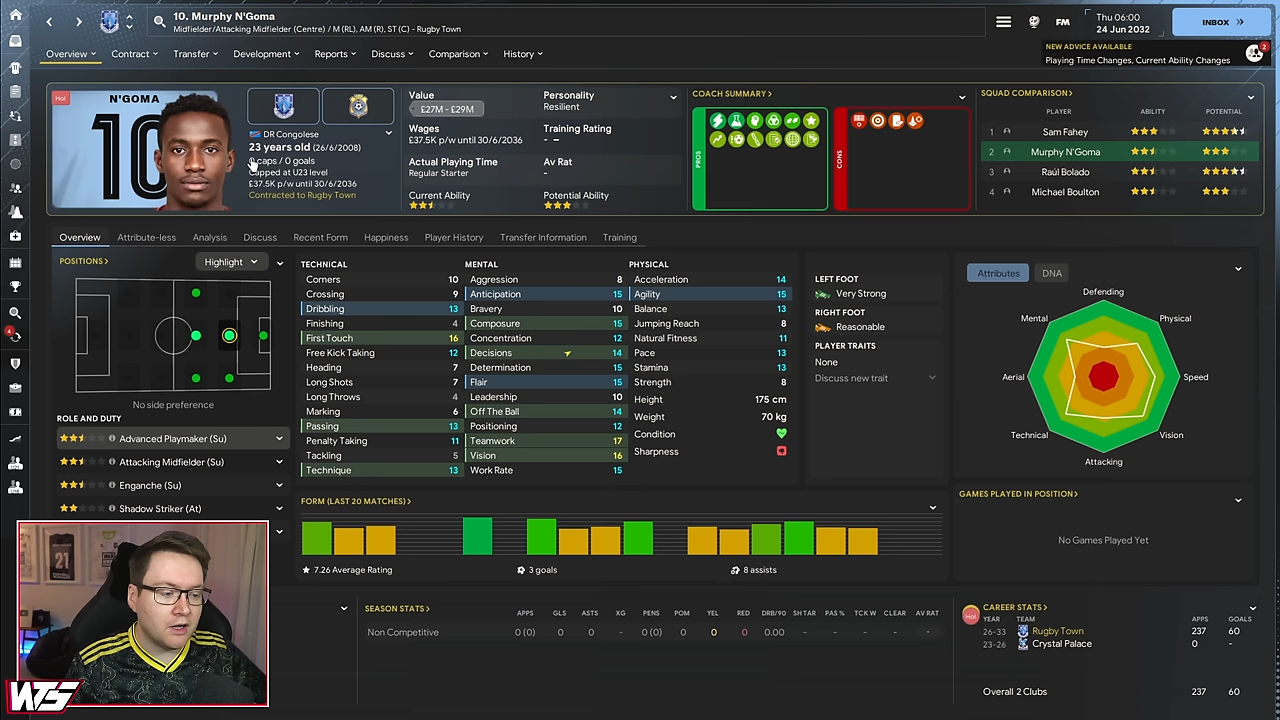 10. Murphy N'Goma
Midfielder/Attacking Midfielder (Centre) / M (RL), AM (R), ST (C) - Rugby Town
FM
Thu 06:00
24 Jun 2032
INBOX
Overview
Contract
Transfer
Development
Reports
Discuss
Comparison
History
NEW ADVICE AVAILABLE
Playing Time Changes, Current Ability Changes
2
Hol
N'GOMA
10
DR Congolese
23 years old (26/6/2008)
caps / 0 goals
Capped at U23 level
£37.5K p/w until 30/6/2036
Contracted to Rugby Town
Value
£27M - £29M
Wages
£37.5K p/w until 30/6/2036
Actual Playing Time
Regular Starter
Current Ability
Personality
Resilient
Training Rating
- -
Av Rat
-
Potential Ability
COACH SUMMARY >
PROS
CONS
SQUAD COMPARISON >
PLAYER ABILITY POTENTIAL
1 Sam Fahey
2 Murphy N'Goma
3 Raúl Bolado
4 Michael Boulton
4
Overview
Attribute-less
Analysis
Discuss
Recent Form
Happiness
Player History
Transfer Information
Training
POSITIONS >
Highlight
No side preference
ROLE AND DUTY
Advanced Playmaker (Su)
Attacking Midfielder (Su)
Enganche (Su)
Shadow Striker (At)
TECHNICAL
Corners 10
Crossing 9
Dribbling 13
Finishing 4
First Touch 16
Free Kick Taking 12
Heading 7
Long Shots 7
Long Throws 4
Marking 6
Passing 13
Penalty Taking 11
Tackling 5
Technique 13
MENTAL
Aggression 8
Anticipation 15
Bravery 10
Composure 15
Concentration 12
Decisions 14
Determination 15
Flair 15
Leadership 10
Off The Ball 14
Positioning 12
Teamwork 17
Vision 16
Work Rate 15
PHYSICAL
Acceleration 14
Agility 15
Balance 13
Jumping Reach 8
Natural Fitness 11
Pace 13
Stamina 13
Strength 8
Height 175 cm
Weight 70 kg
Condition
Sharpness
LEFT FOOT
Very Strong
RIGHT FOOT
Reasonable
PLAYER TRAITS
None
Discuss new trait
Attributes
DNA
Defending
Physical
Speed
Vision
Attacking
Technical
Aerial
Mental
FORM (LAST 20 MATCHES) >
7.26 Average Rating
3 goals
8 assists
GAMES PLAYED IN POSITION >
No Games Played Yet
SEASON STATS >
APPS GLS ASTS XG PENS POM YEL RED DRB/90 SH TAR PAS % TCK W CLEAR AV RAT
Non Competitive 0 (0) 0 0 - 0 (0) 0 0 0 0.00 - - - - -
Hol
CAREER STATS >
YEAR TEAM APPS GOALS
26-33 Rugby Town 237 60
23-26 Crystal Palace 0 -
Overall 2 Clubs 237 60
21
WTS